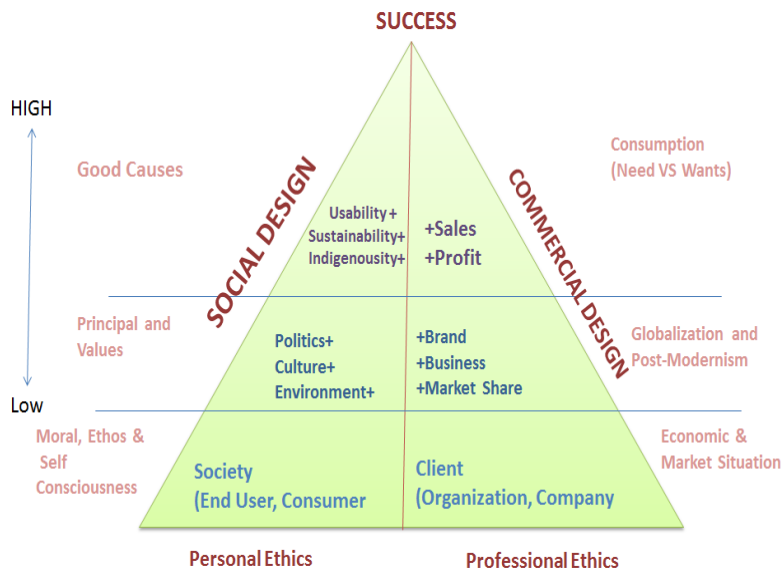 SUCCESS
HIGH
Good Causes
SOCIAL DESIGN
Usability +
Sustainability+
Indigenousity+
+Sales
+Profit
COMMERCIAL DESIGN
Consumption
(Need VS Wants)
Principal and
Values
Politics+
Culture+
Environment+
+Brand
+Business
+Market Share
Globalization and
Post-Modernism
Low
Moral, Ethos &
Self
Consciousness
Society
(End User, Consumer
Client
(Organization, Company
Economic &
Market Situation
Personal Ethics
Professional Ethics